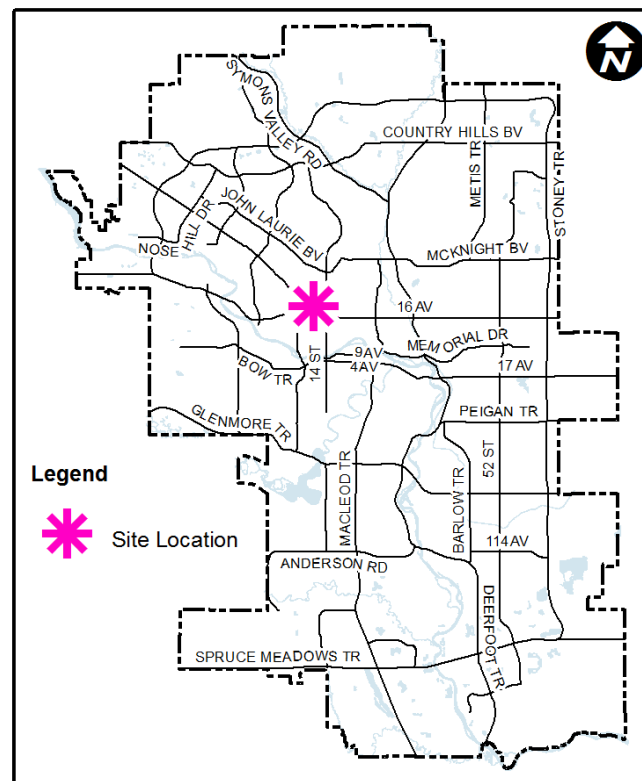 N
SYMONS VALLEY RD
COUNTRY HILLS BV
METIS TR
STONEY TR
JOHN LAURIE BV
NOSE HILL DR
MCKNIGHT BV
16 AV
MEMORIAL DR
9 AV
4 AV
17 AV
14 ST
BOW TR
GLENMORE TR
PEIGAN TR
52 ST
Legend
Site Location
MACLEOD TR
BARLOW TR
114 AV
ANDERSON RD
DEERFOOT TR
SPRUCE MEADOWS TR